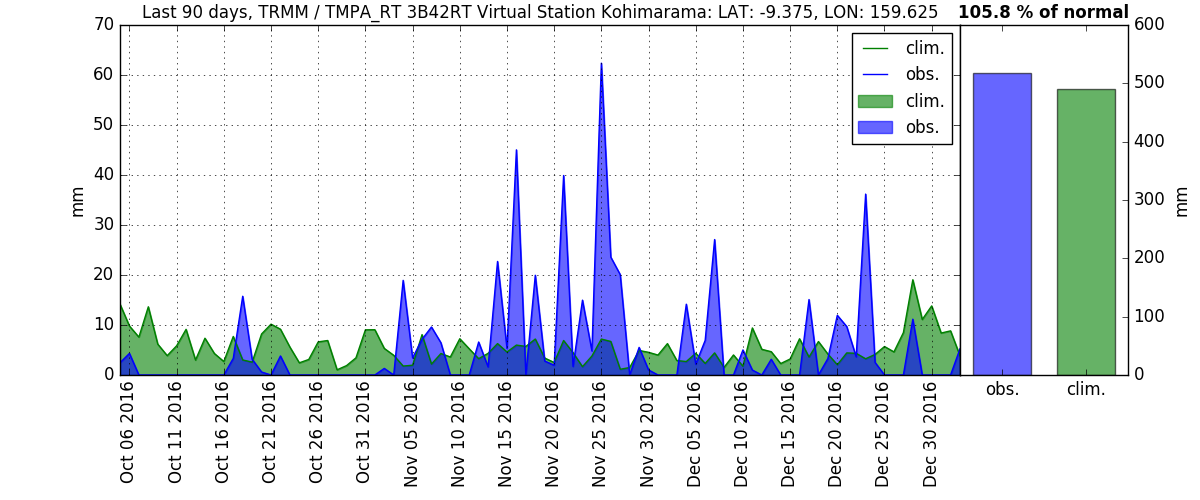 Last 90 days, TRMM / TMPA_RT 3B42RT Virtual Station Kohimarama: LAT: -9.375, LON: 159.625
105.8 % of normal
70
60
50
40
30
20
10
0
mm
clim.
obs.
clim.
obs.
600
500
400
300
200
100
0
mm
Oct 06 2016
Oct 11 2016
Oct 16 2016
Oct 21 2016
Oct 26 2016
Oct 31 2016
Nov 05 2016
Nov 10 2016
Nov 15 2016
Nov 20 2016
Nov 25 2016
Nov 30 2016
Dec 05 2016
Dec 10 2016
Dec 15 2016
Dec 20 2016
Dec 25 2016
Dec 30 2016
obs.
clim.